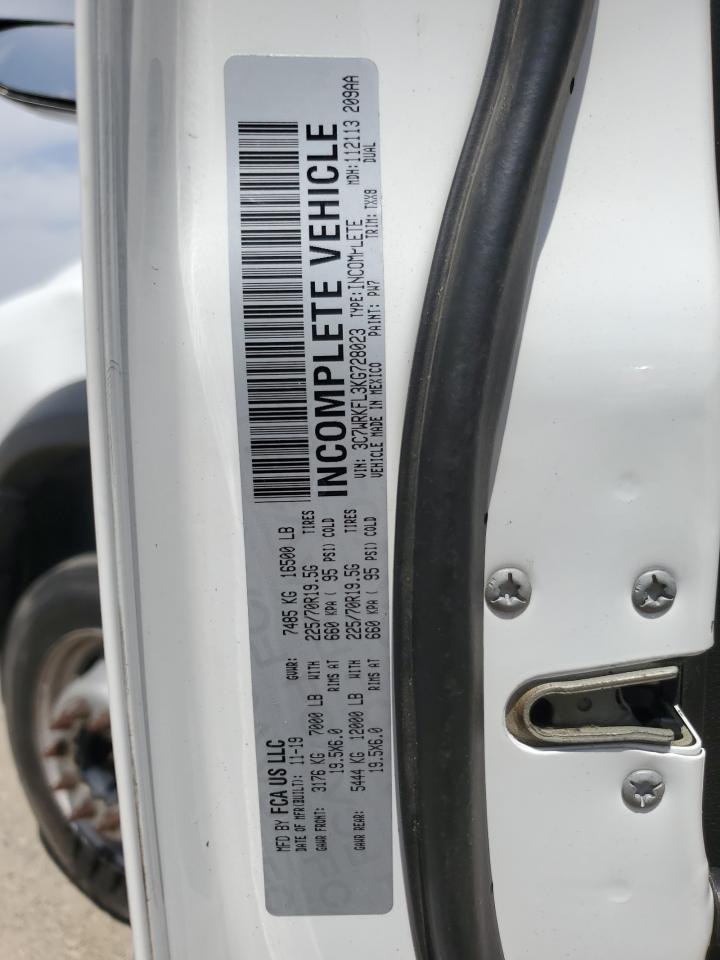 MFD BY FCA US LLC
DATE OF MFR(BUILT): 11-19
GVWR: 7485 KG 16500 LB
GAWR FRONT: 3176 KG 7000 LB WITH 225/70R19.5G TIRES
19.5X6.0 RIMS AT 660 KPA ( 95 PSI) COLD
GAWR REAR: 5444 KG 12000 LB WITH 225/70R19.5G TIRES
19.5X6.0 RIMS AT 660 KPA ( 95 PSI) COLD
INCOMPLETE VEHICLE
VIN: 3C7WRKFL3KG728023 TYPE:INCOMPLETE MDH:112113 209AA
VEHICLE MADE IN MEXICO PAINT: PW7 TRIM: TXX8 DUAL